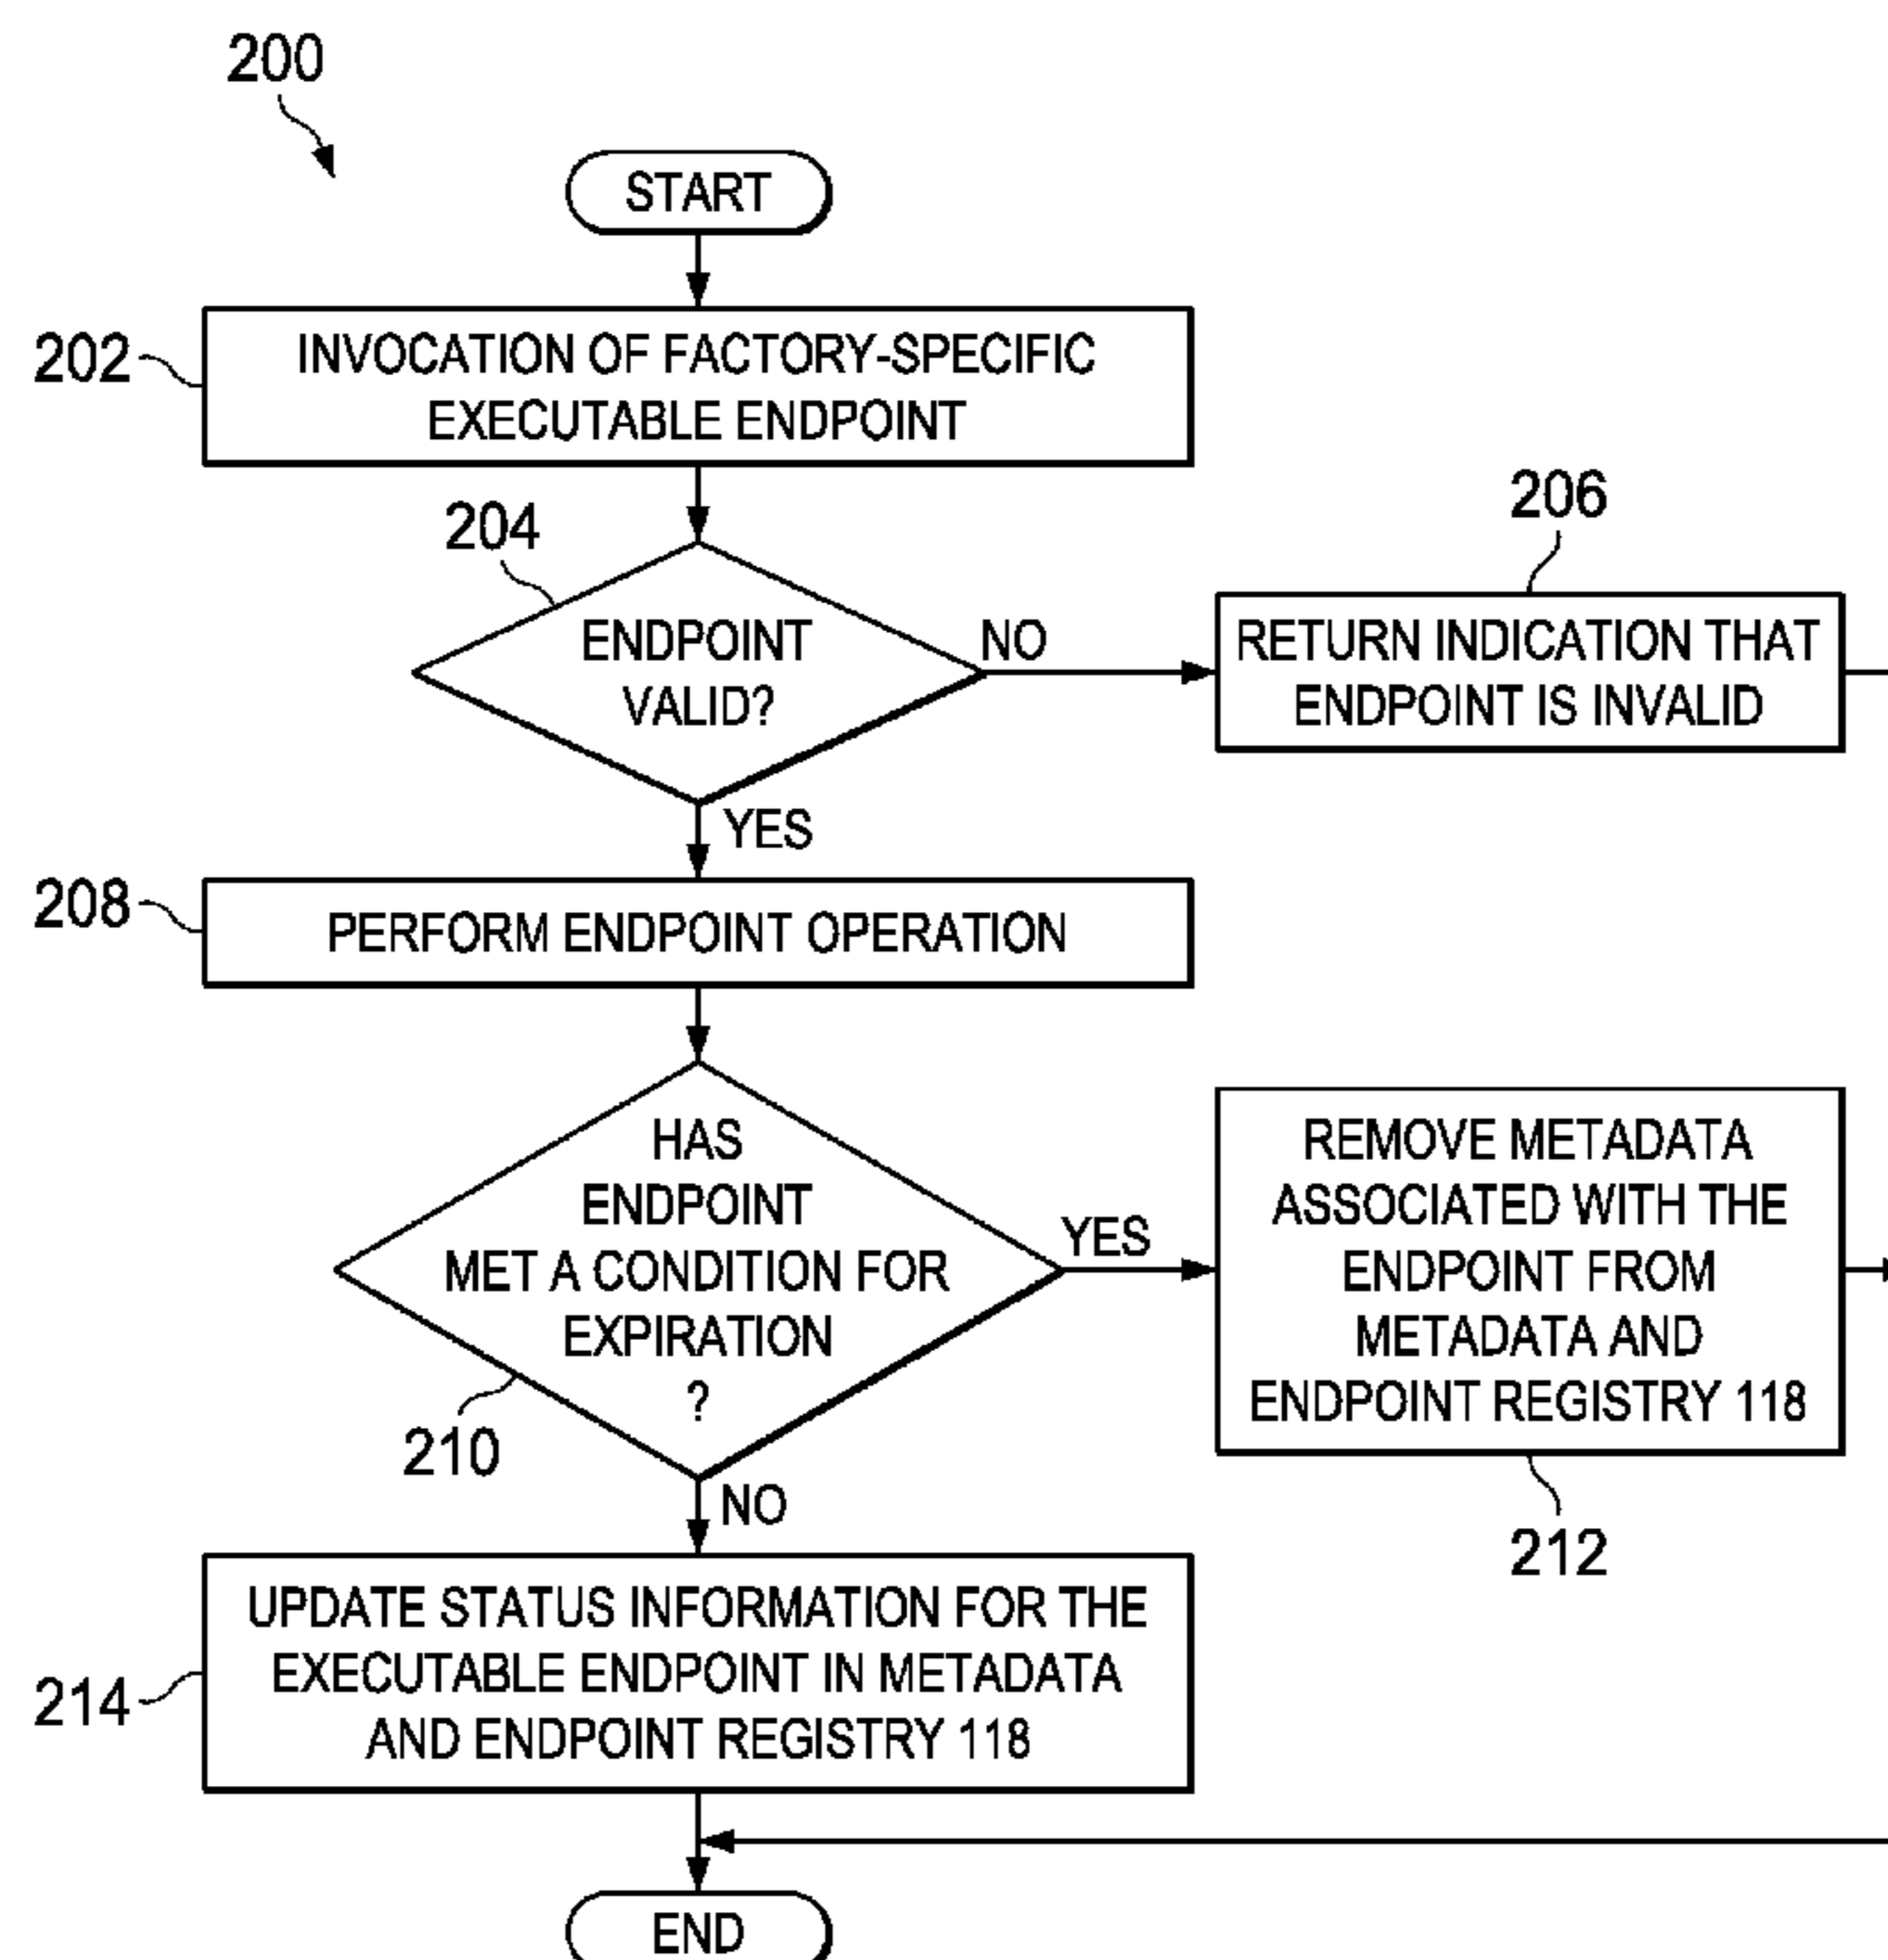 200
START
202
INVOCATION OF FACTORY-SPECIFIC
EXECUTABLE ENDPOINT
204
ENDPOINT
VALID?
NO
206
RETURN INDICATION THAT
ENDPOINT IS INVALID
YES
208
PERFORM ENDPOINT OPERATION
HAS
ENDPOINT
MET A CONDITION FOR
EXPIRATION
?
210
YES
REMOVE METADATA
ASSOCIATED WITH THE
ENDPOINT FROM
METADATA AND
ENDPOINT REGISTRY 118
212
NO
214
UPDATE STATUS INFORMATION FOR THE
EXECUTABLE ENDPOINT IN METADATA
AND ENDPOINT REGISTRY 118
END